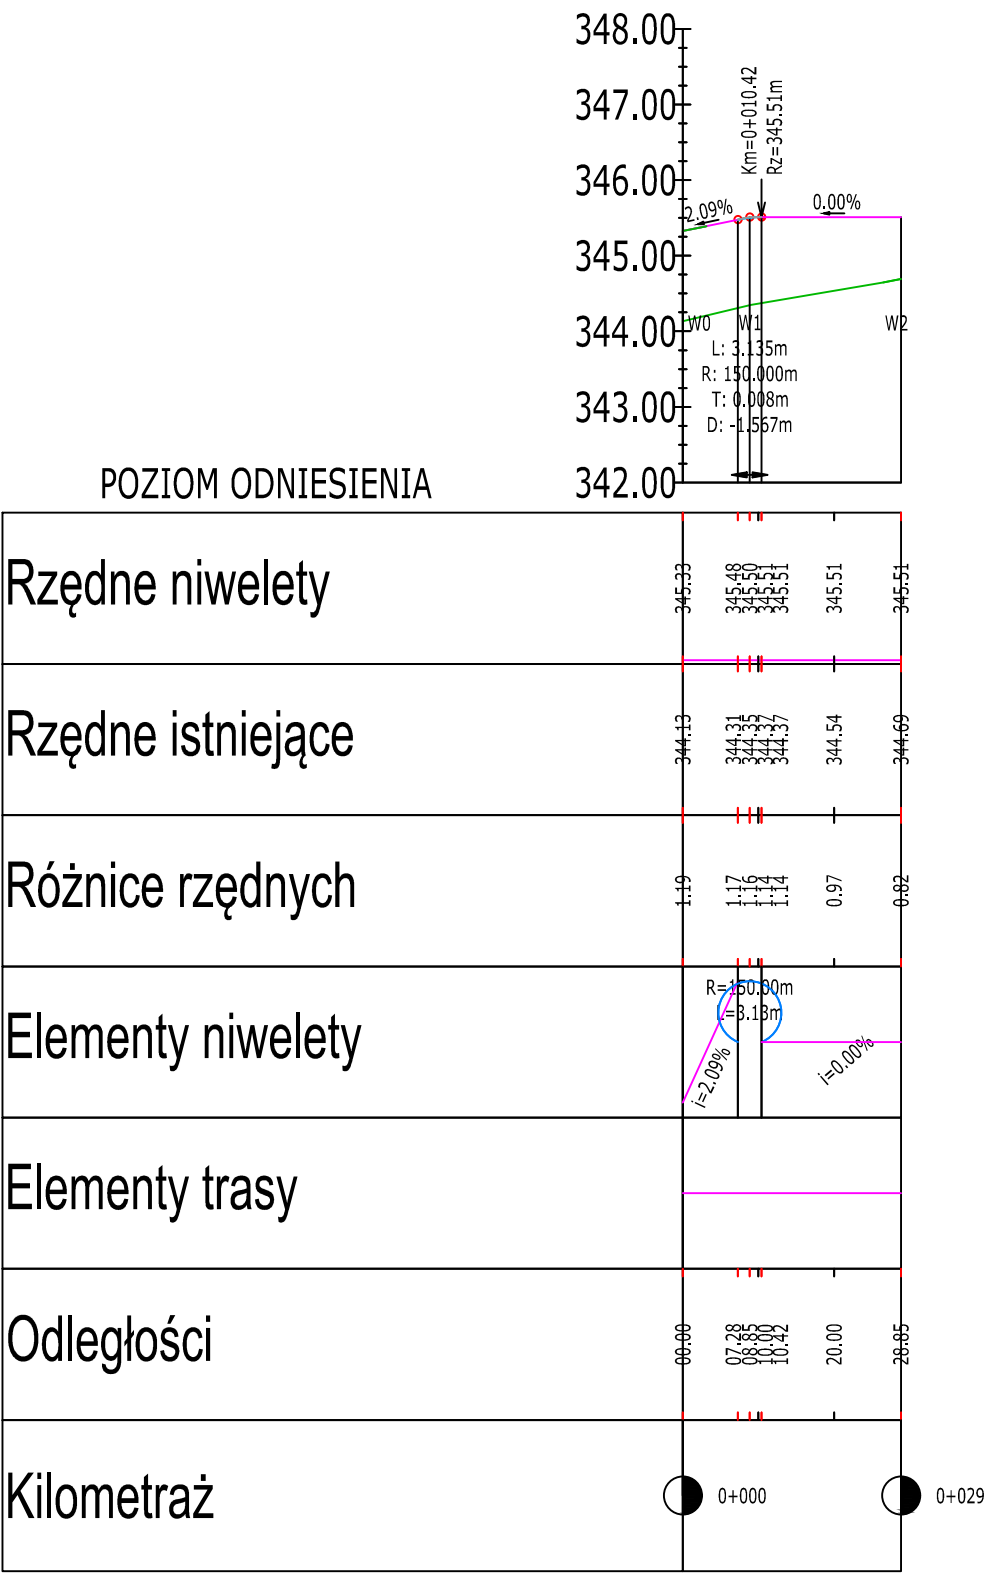 348.00
347.00
346.00
345.00
344.00
343.00
342.00
Km=0+010.42
Rz=345.51m
2.09%
0.00%
W0
W1
W2
L: 3.135m
R: 150.000m
T: 0.008m
D: -1.567m
POZIOM ODNIESIENIA
Rzędne niwelety
345.33
345.48
345.50
345.51
345.51
345.51
345.51
Rzędne istniejące
344.13
344.31
344.35
344.37
344.37
344.54
344.69
Różnice rzędnych
1.19
1.17
1.16
1.14
1.14
0.97
0.82
Elementy niwelety
R=150.00m
L=3.13m
i=2.09%
i=0.00%
Elementy trasy
Odległości
00.00
07.28
08.85
10.00
10.42
20.00
28.85
Kilometraż
0+000
0+029